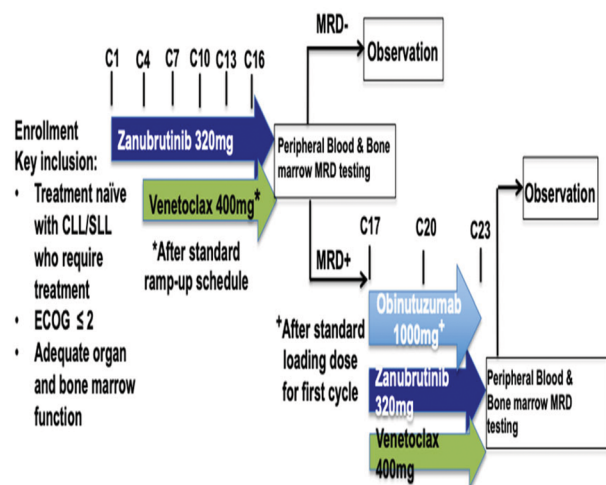 C1 C4 C7 C10 C13 C16
MRD-
Observation
Enrollment
Key inclusion:
• Treatment naïve
with CLL/SLL
who require
treatment
• ECOG ≤ 2
• Adequate organ
and bone marrow
function
Zanubrutinib 320mg
Venetoclax 400mg*
*After standard
ramp-up schedule
Peripheral Blood & Bone
marrow MRD testing
MRD+
C17 C20 C23
Observation
+After standard
loading dose
for first cycle
Obinutuzumab
1000mg+
Zanubrutinib
320mg
Venetoclax
400mg
Peripheral Blood &
Bone marrow MRD
testing